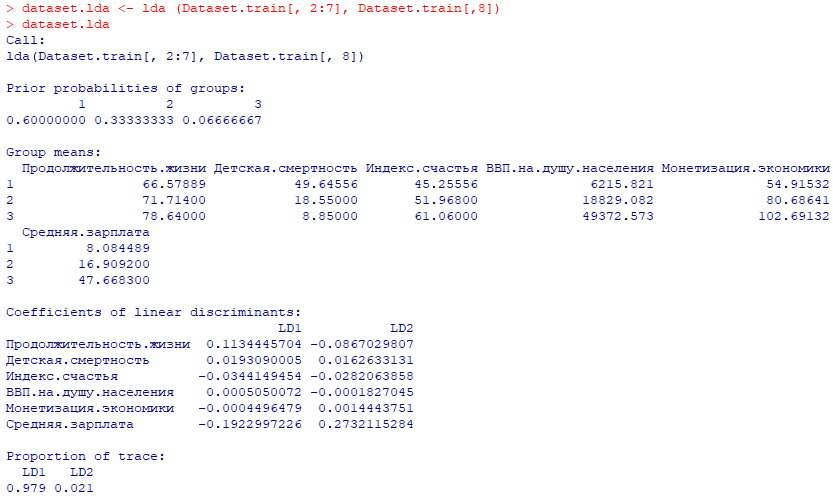 > dataset.lda <- lda (Dataset.train[, 2:7], Dataset.train[,8])
> dataset.lda
Call:
lda(Dataset.train[, 2:7], Dataset.train[, 8])

Prior probabilities of groups:
         1          2          3
0.60000000 0.33333333 0.06666667

Group means:
  Продолжительность.жизни Детская.смертность Индекс.счастья ВВП.на.душу.населения Монетизация.экономики
1                66.57889           49.64556       45.25556              6215.821              54.91532
2                71.71400           18.55000       51.96800             18829.082              80.68641
3                78.64000            8.85000       61.06000             49372.573             102.69132
  Средняя.зарплата
1         8.084489
2        16.909200
3        47.668300

Coefficients of linear discriminants:
                                  LD1           LD2
Продолжительность.жизни  0.1134445704 -0.0867029807
Детская.смертность       0.0193090005  0.0162633131
Индекс.счастья          -0.0344149454 -0.0282063858
ВВП.на.душу.населения    0.0005050072 -0.0001827045
Монетизация.экономики   -0.0004496479  0.0014443751
Средняя.зарплата        -0.1922997226  0.2732115284

Proportion of trace:
  LD1   LD2
0.979 0.021